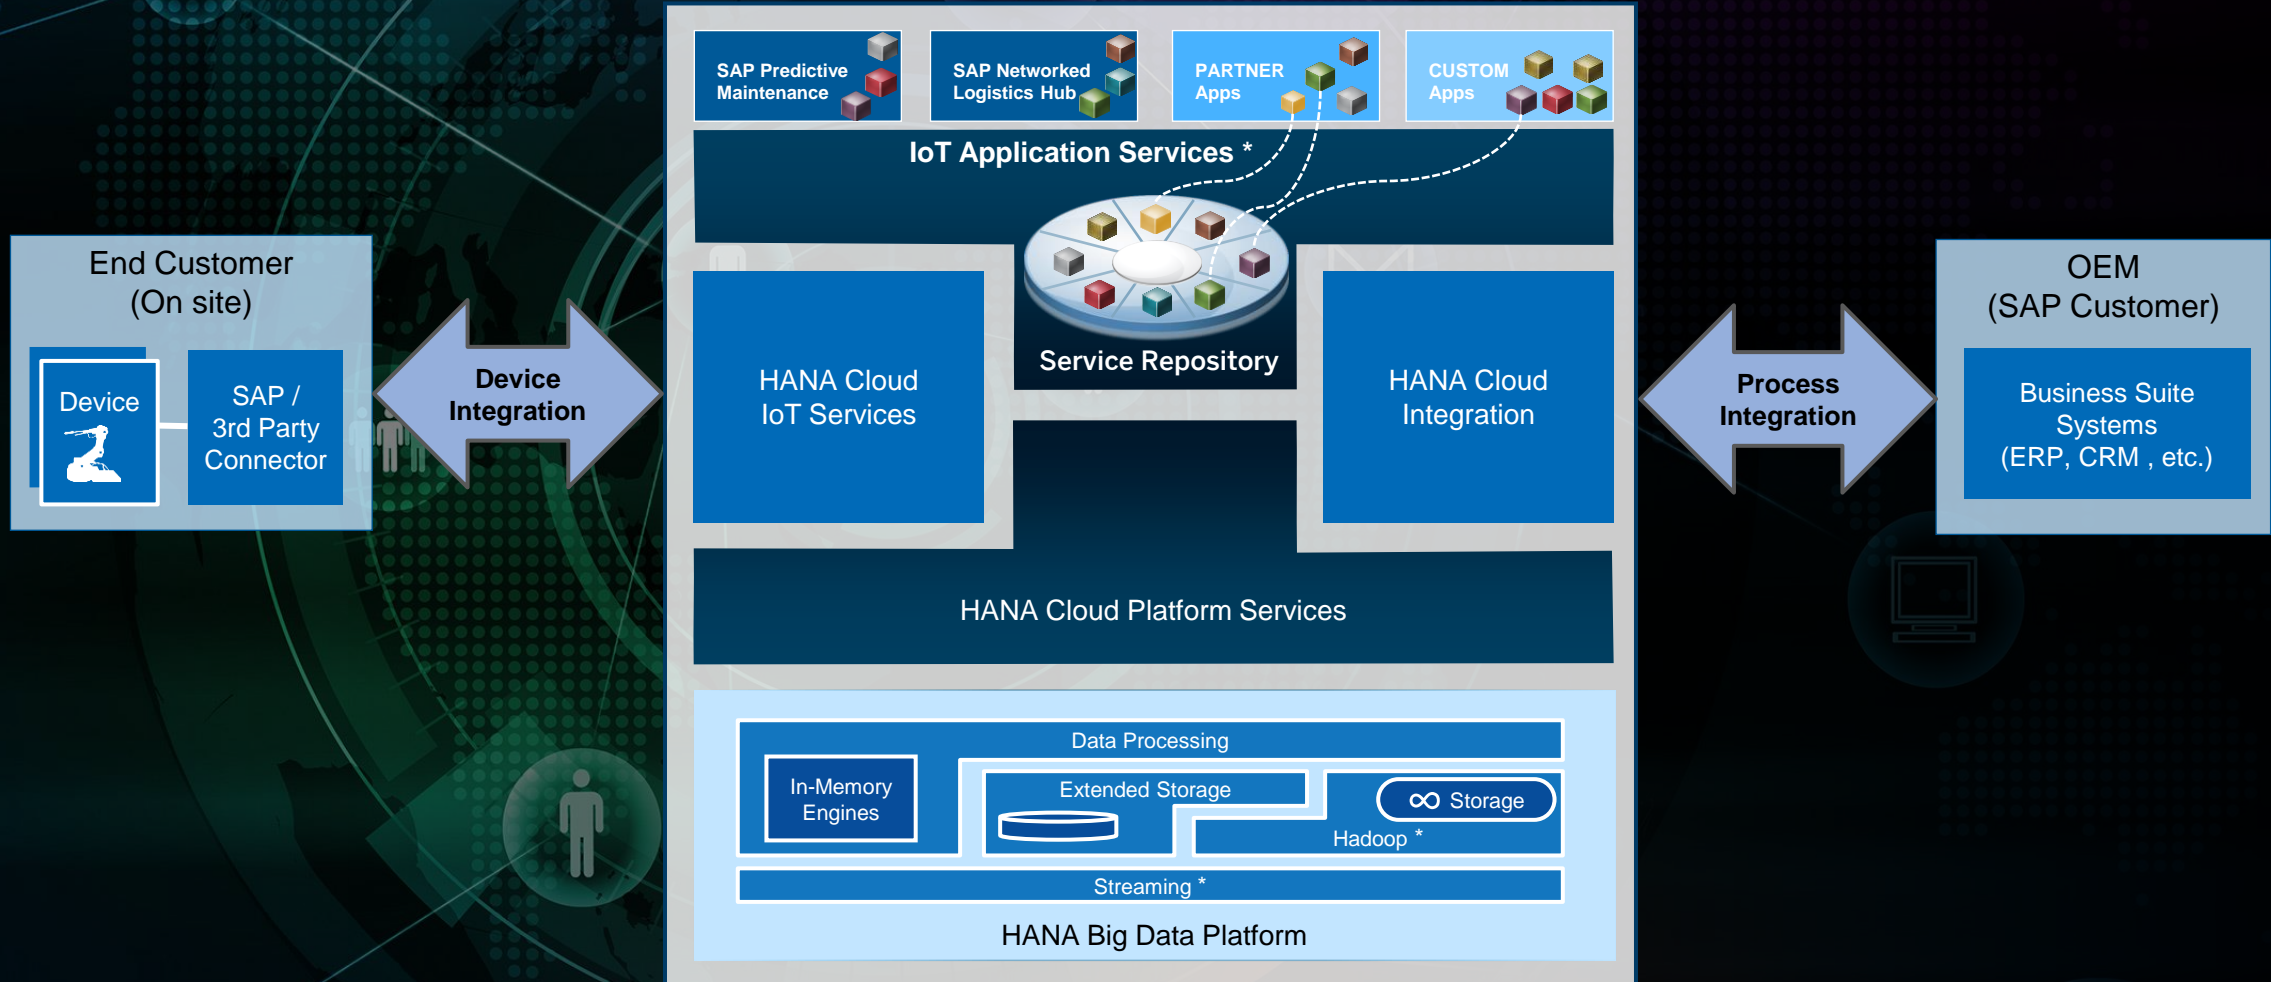 SAP Predictive
Maintenance
SAP Networked
Logistics Hub
PARTNER
Apps
CUSTOM
Apps
IoT Application Services *
End Customer
(On site)
Device
SAP /
3rd Party
Connector
Device
Integration
HANA Cloud
IoT Services
Service Repository
HANA Cloud
Integration
Process
Integration
OEM
(SAP Customer)
Business Suite
Systems
(ERP, CRM , etc.)
HANA Cloud Platform Services
Data Processing
In-Memory
Engines
Extended Storage
∞ Storage
Hadoop *
Streaming *
HANA Big Data Platform